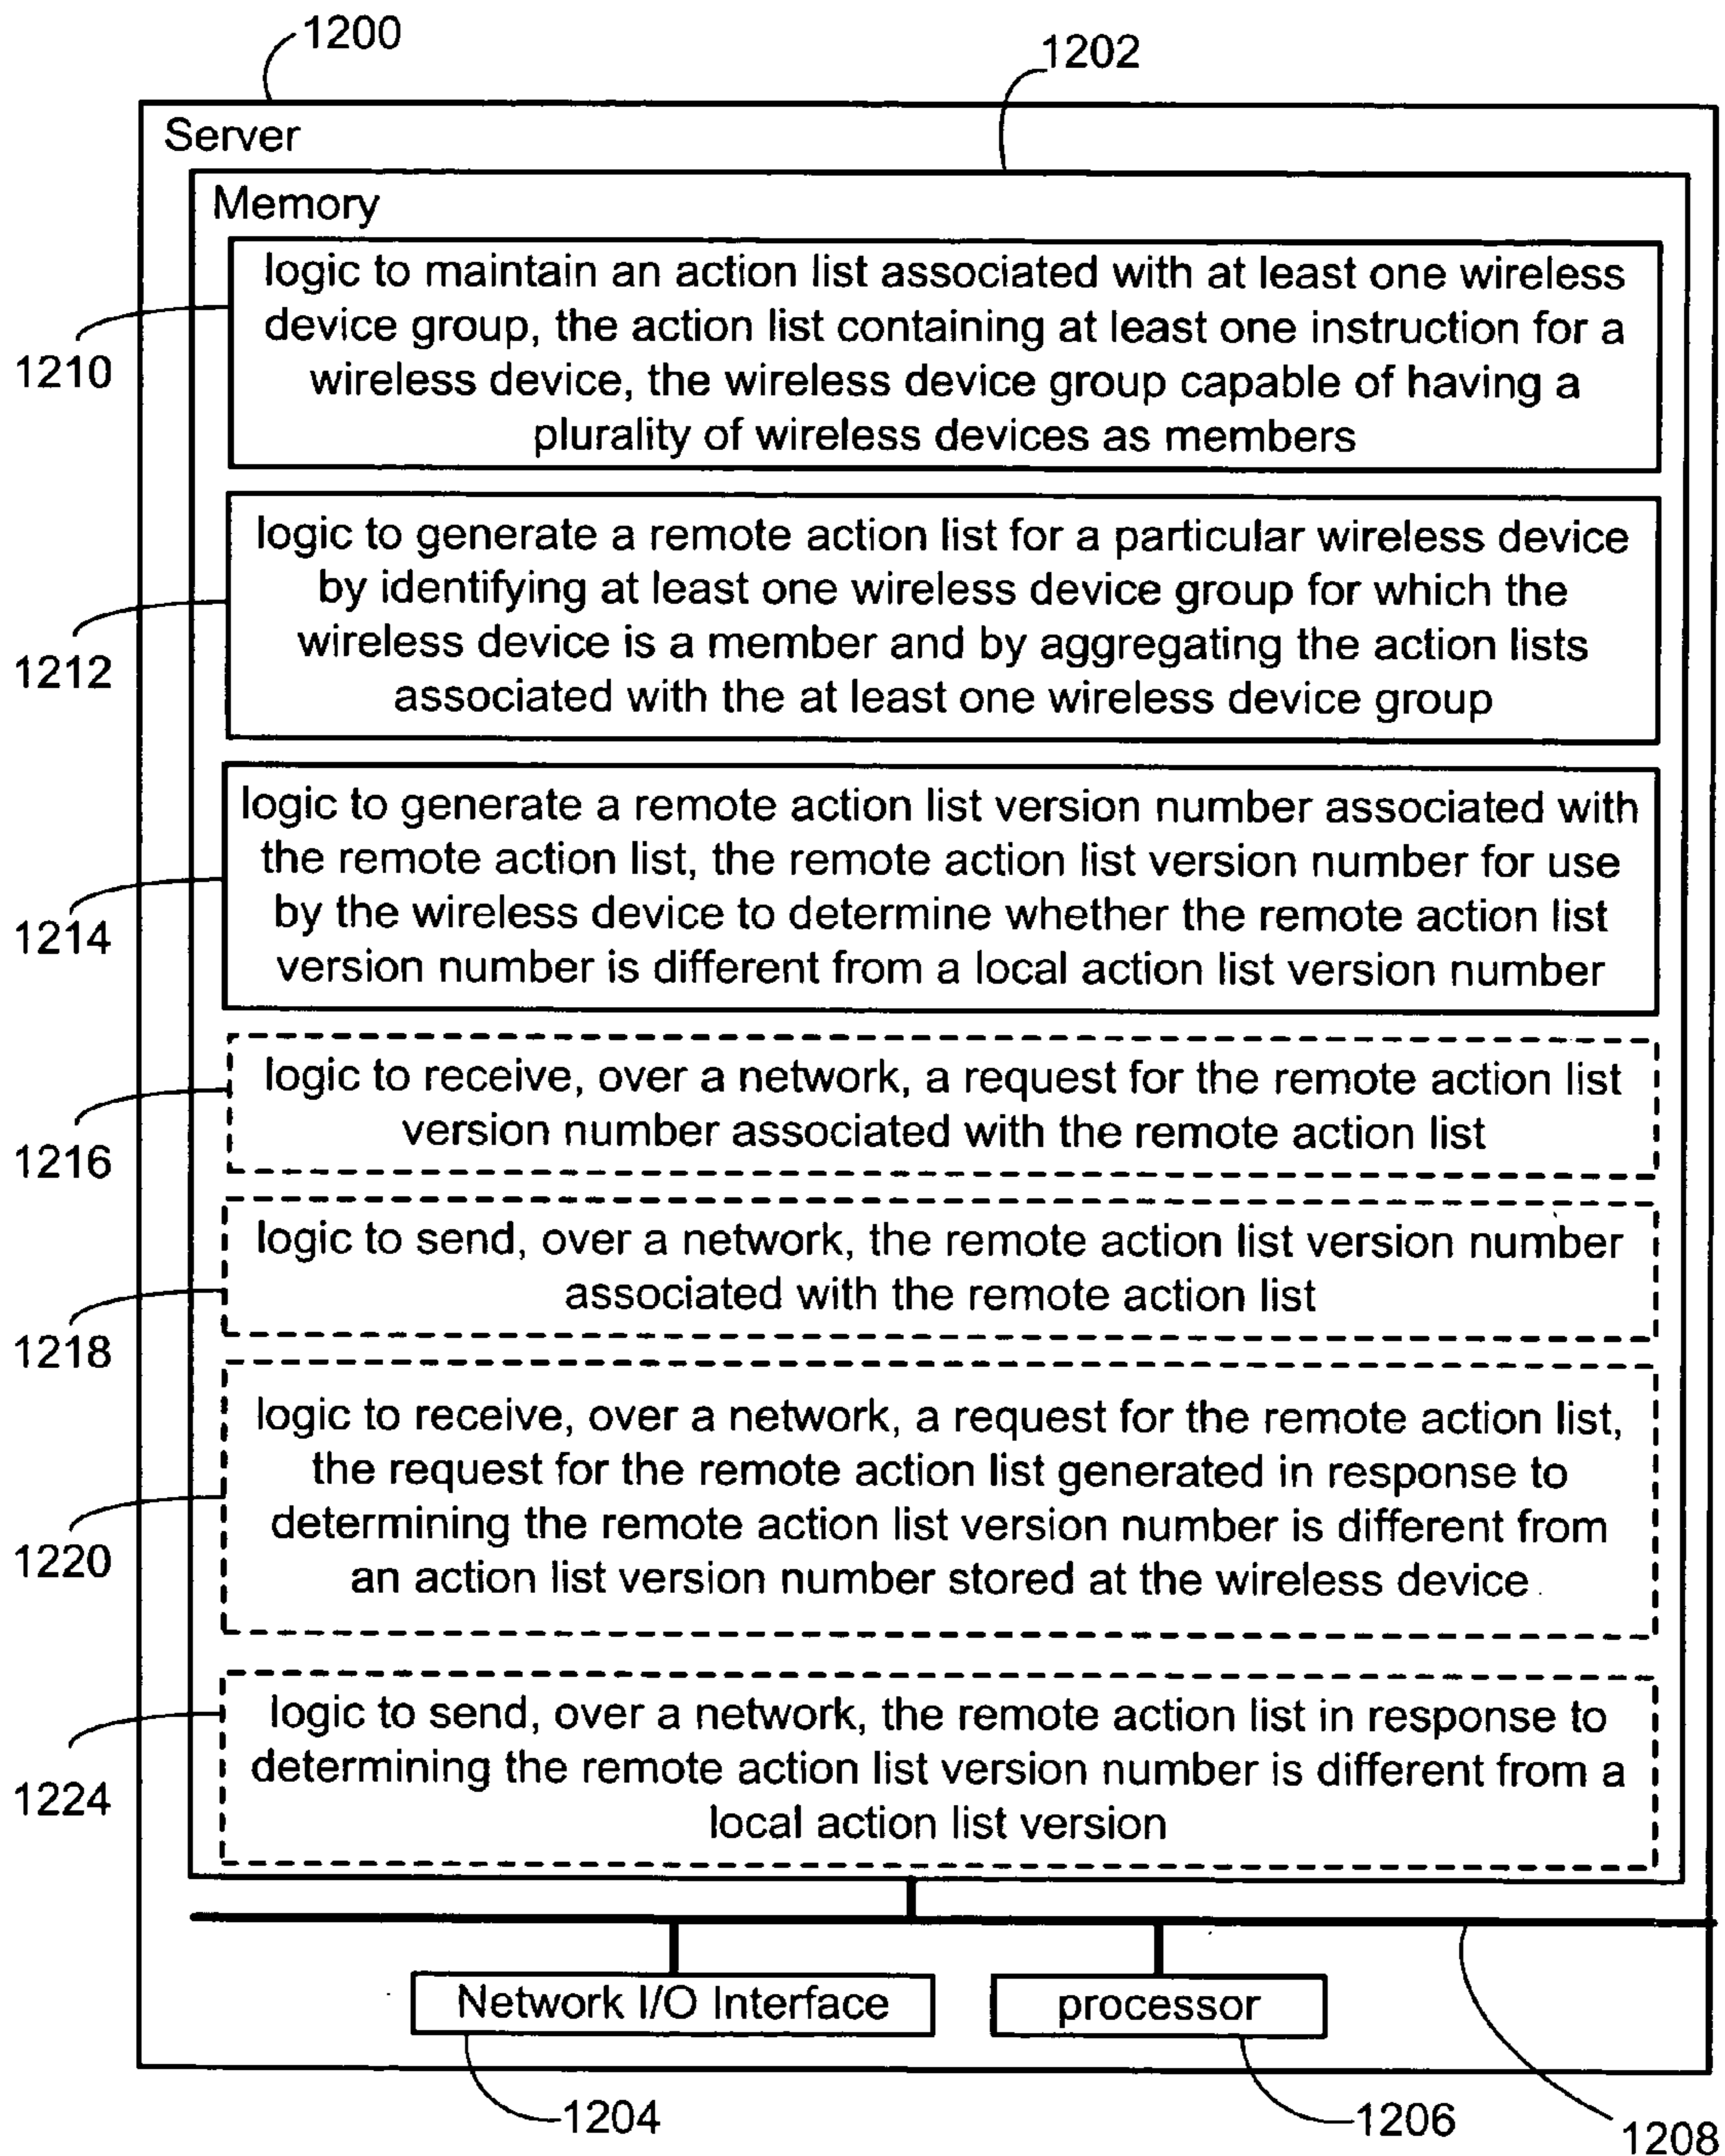 1200
1202
Server
Memory
logic to maintain an action list associated with at least one wireless
device group, the action list containing at least one instruction for a
wireless device, the wireless device group capable of having a
plurality of wireless devices as members
1210
logic to generate a remote action list for a particular wireless device
by identifying at least one wireless device group for which the
wireless device is a member and by aggregating the action lists
associated with the at least one wireless device group
1212
logic to generate a remote action list version number associated with
the remote action list, the remote action list version number for use
by the wireless device to determine whether the remote action list
version number is different from a local action list version number
1214
logic to receive, over a network, a request for the remote action list
version number associated with the remote action list
1216
logic to send, over a network, the remote action list version number
associated with the remote action list
1218
logic to receive, over a network, a request for the remote action list,
the request for the remote action list generated in response to
determining the remote action list version number is different from
an action list version number stored at the wireless device
1220
logic to send, over a network, the remote action list in response to
determining the remote action list version number is different from a
local action list version
1224
Network I/O Interface
processor
1204
1206
1208